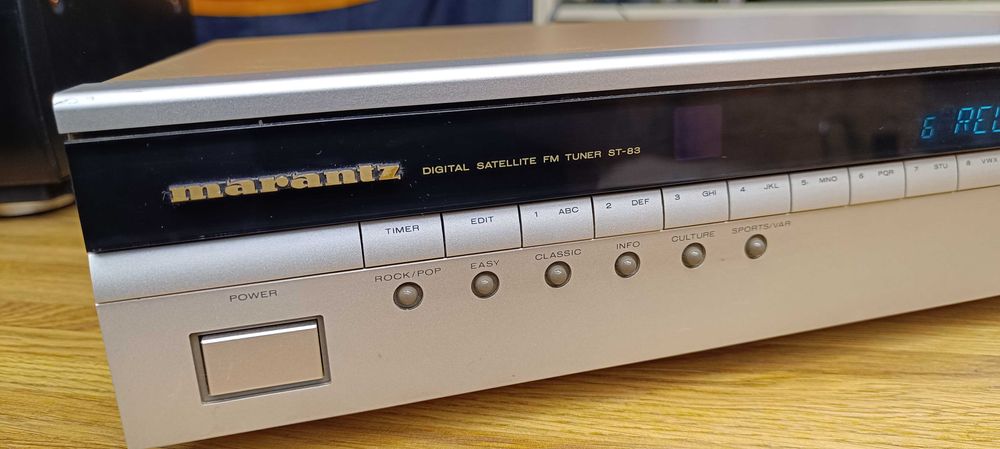 marantz
DIGITAL SATELLITE FM TUNER ST-83
6
TIMER
EDIT
1 ABC
2 DEF
3 GHI
4 JKL
5- MNO
6 PQR
7 STU
8 VWX
ROCK/POP
EASY
CLASSIC
INFO
CULTURE
SPORTS/VAR
POWER